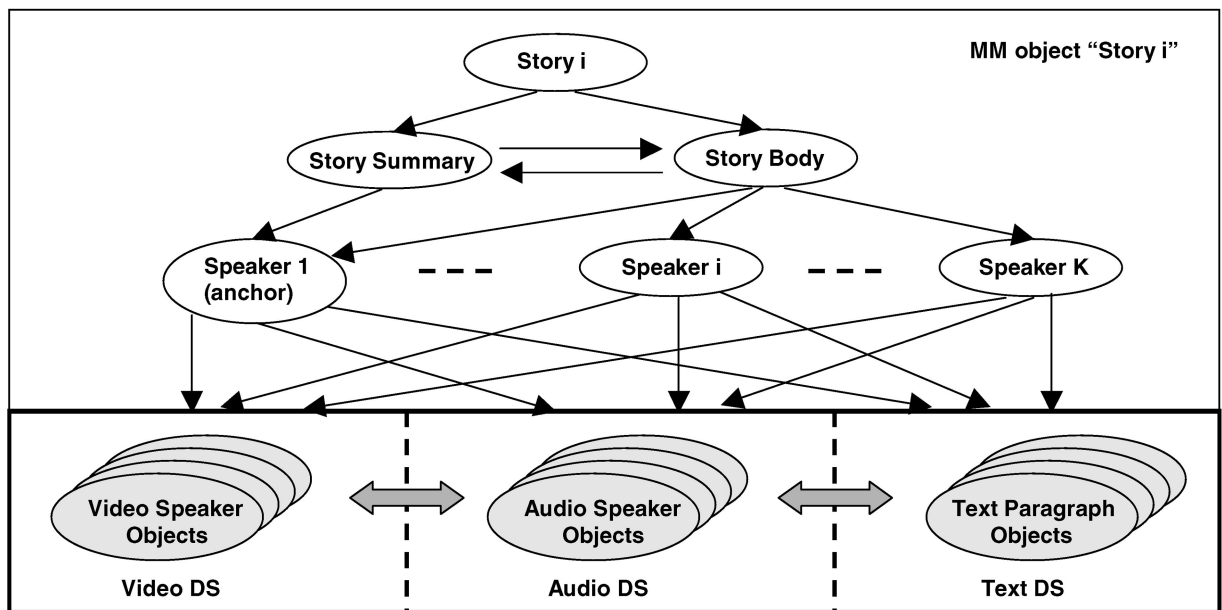 MM object “Story i”
Story i
Story Summary
Story Body
Speaker 1
(anchor)
Speaker i
Speaker K
Video Speaker
Objects
Audio Speaker
Objects
Text Paragraph
Objects
Video DS
Audio DS
Text DS